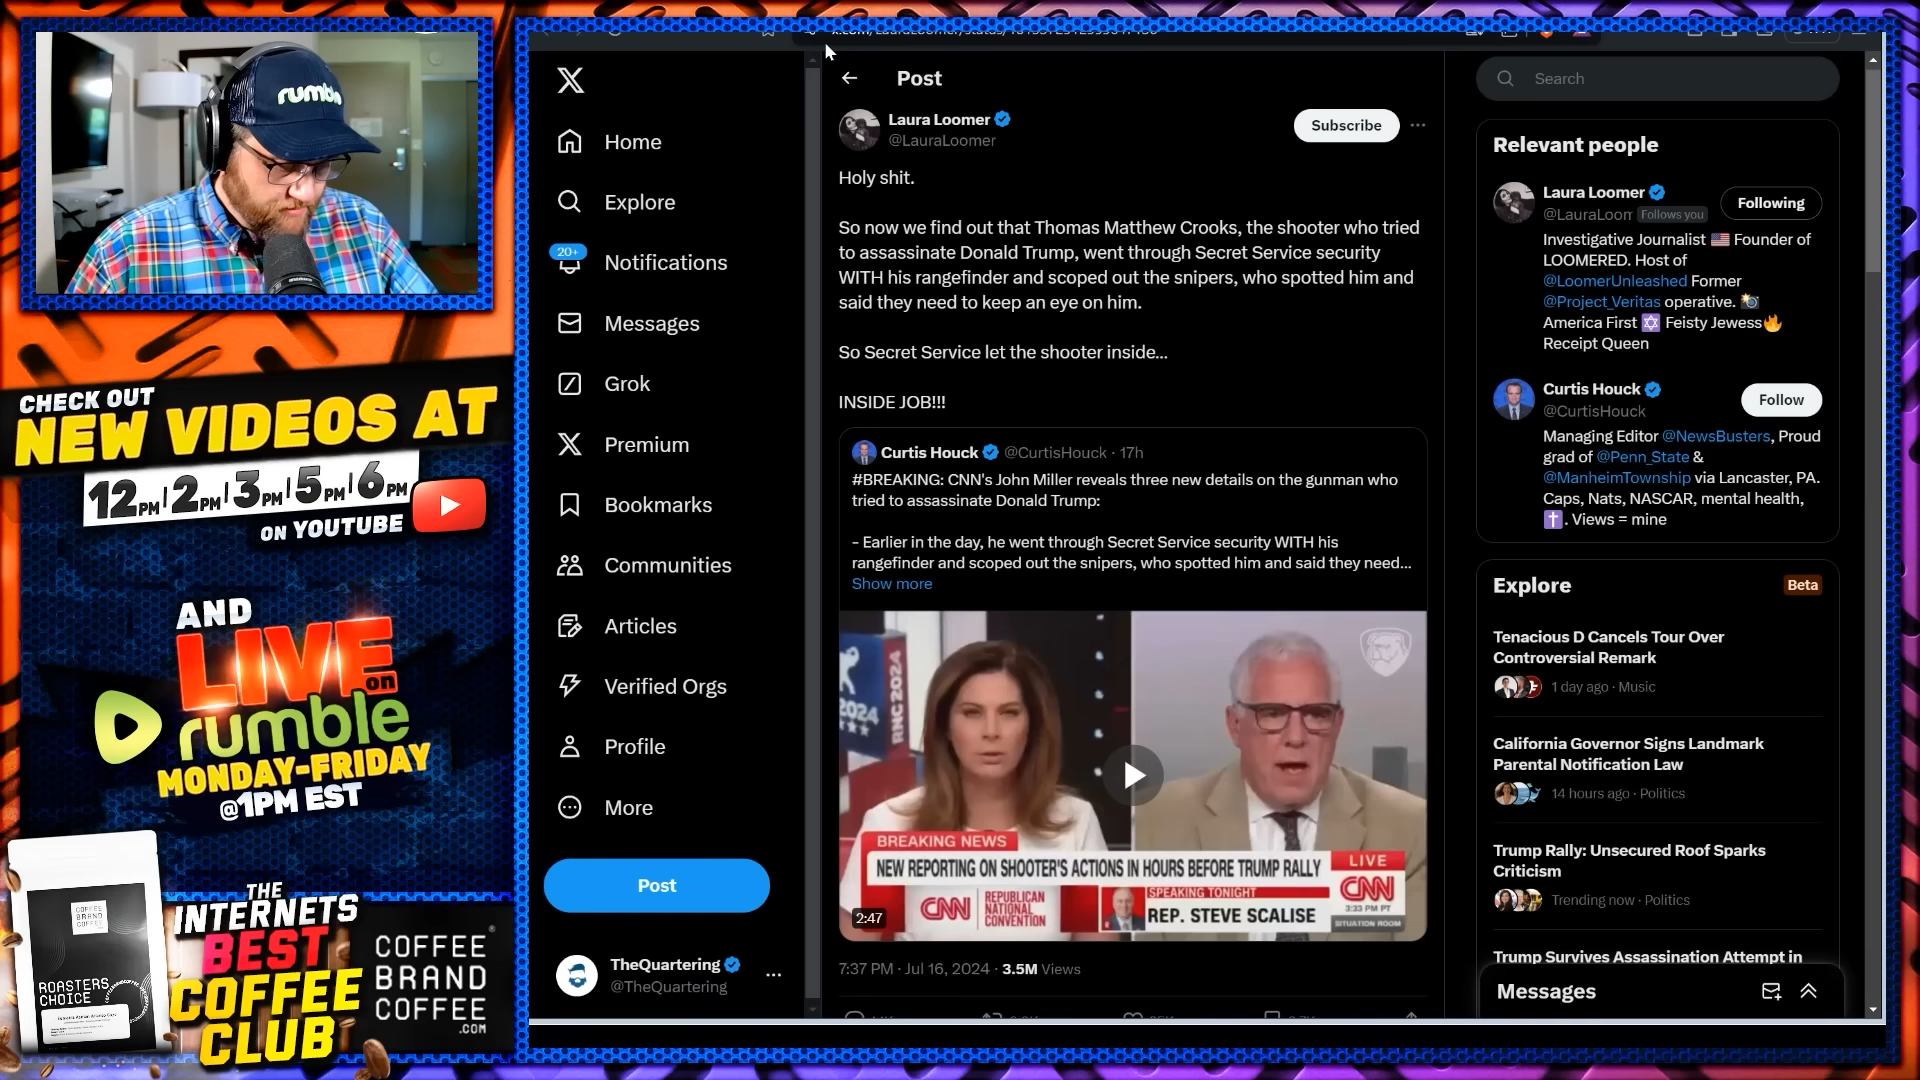 rumble
CHECK OUT
NEW VIDEOS AT
12PM | 2PM | 3PM | 5PM | 6PM
ON YOUTUBE
AND
LIVE
on
rumble
MONDAY-FRIDAY
@1PM EST
COFFEE
BRAND
COFFEE
ROASTERS
CHOICE
THE
INTERNETS
BEST
COFFEE
CLUB
COFFEE
BRAND
COFFEE
.COM
Home
Explore
20+
Notifications
Messages
Grok
Premium
Bookmarks
Communities
Articles
Verified Orgs
Profile
More
Post
TheQuartering
@TheQuartering
Post
Laura Loomer
@LauraLoomer
Subscribe
Holy shit.
So now we find out that Thomas Matthew Crooks, the shooter who tried
to assassinate Donald Trump, went through Secret Service security
WITH his rangefinder and scoped out the snipers, who spotted him and
said they need to keep an eye on him.
So Secret Service let the shooter inside...
INSIDE JOB!!!
Curtis Houck @CurtisHouck · 17h
#BREAKING: CNN's John Miller reveals three new details on the gunman who
tried to assassinate Donald Trump:
- Earlier in the day, he went through Secret Service security WITH his
rangefinder and scoped out the snipers, who spotted him and said they need...
Show more
2024
RNC 2024
BREAKING NEWS
NEW REPORTING ON SHOOTER'S ACTIONS IN HOURS BEFORE TRUMP RALLY
LIVE
CNN
REPUBLICAN
NATIONAL
CONVENTION
SPEAKING TONIGHT
REP. STEVE SCALISE
CNN
3:33 PM PT
SITUATION ROOM
2:47
7:37 PM · Jul 16, 2024 · 3.5M Views
Search
Relevant people
Laura Loomer
@LauraLoom Follows you
Following
Investigative Journalist 🇺🇸 Founder of
LOOMERED. Host of
@LoomerUnleashed Former
@Project_Veritas operative. 📸
America First ✡️ Feisty Jewess🔥
Receipt Queen
Curtis Houck
@CurtisHouck
Follow
Managing Editor @NewsBusters, Proud
grad of @Penn_State &
@ManheimTownship via Lancaster, PA.
Caps, Nats, NASCAR, mental health,
✝️. Views = mine
Explore
Beta
Tenacious D Cancels Tour Over
Controversial Remark
1 day ago · Music
California Governor Signs Landmark
Parental Notification Law
14 hours ago · Politics
Trump Rally: Unsecured Roof Sparks
Criticism
Trending now · Politics
Trump Survives Assassination Attempt in
Messages